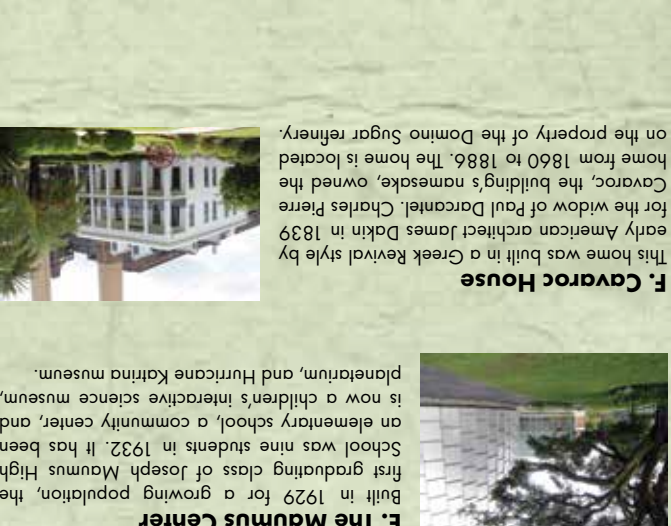 E. The Maumus Center
Built in 1929 for a growing population, the
first graduating class of Joseph Maumus High
School was nine students in 1932. It has been
an elementary school, a community center, and
is now a children's interactive science museum,
planetarium, and Hurricane Katrina museum.
F. Cavaroc House
This home was built in a Greek Revival style by
early American architect James Dakin in 1839
for the widow of Paul Darcantel. Charles Pierre
Cavaroc, the building's namesake, owned the
home from 1860 to 1886. The home is located
on the property of the Domino Sugar refinery.